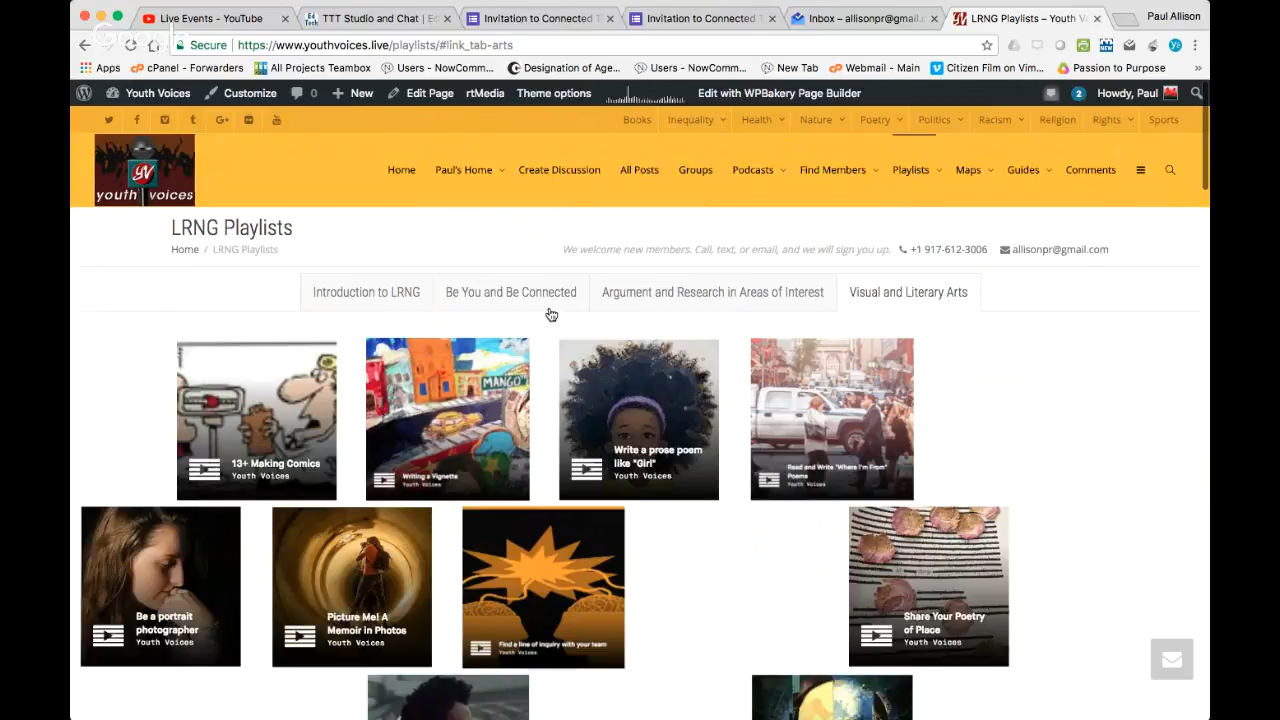 Live Events - YouTube
TTT Studio and Chat | Ed
Invitation to Connected T
Invitation to Connected T
Inbox – allisonpr@gmail.c
LRNG Playlists – Youth V
Paul Allison
Google
Secure
https://www.youthvoices.live/playlists/#link_tab-arts
Apps
cPanel - Forwarders
All Projects Teambox
Users - NowComm...
Designation of Age...
Users - NowComm...
New Tab
Webmail - Main
Citizen Film on Vim...
Passion to Purpose
»
Youth Voices
Customize
0
+ New
Edit Page
rtMedia
Theme options
Edit with WPBakery Page Builder
2
Howdy, Paul
Books
Inequality
Health
Nature
Poetry
Politics
Racism
Religion
Rights
Sports
YV
youth voices
Home
Paul's Home
Create Discussion
All Posts
Groups
Podcasts
Find Members
Playlists
Maps
Guides
Comments
LRNG Playlists
Home / LRNG Playlists
We welcome new members. Call, text, or email, and we will sign you up.
+1 917-612-3006
allisonpr@gmail.com
Introduction to LRNG
Be You and Be Connected
Argument and Research in Areas of Interest
Visual and Literary Arts
13+ Making Comics
Youth Voices
MANGO
Writing a Vignette
Youth Voices
Write a prose poem
like "Girl"
Youth Voices
Read and Write "Where I'm From"
Poems
Youth Voices
Be a portrait
photographer
Youth Voices
Picture Me! A
Memoir in Photos
Youth Voices
Find a line of inquiry with your team
Youth Voices
Share Your Poetry
of Place
Youth Voices